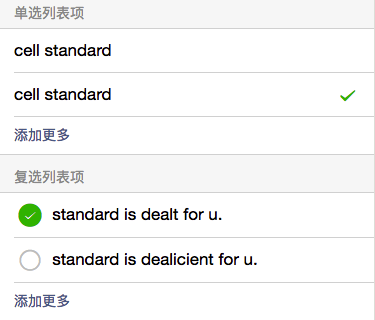 单选列表项
cell standard
cell standard
添加更多
复选列表项
standard is dealt for u.
standard is dealicient for u.
添加更多